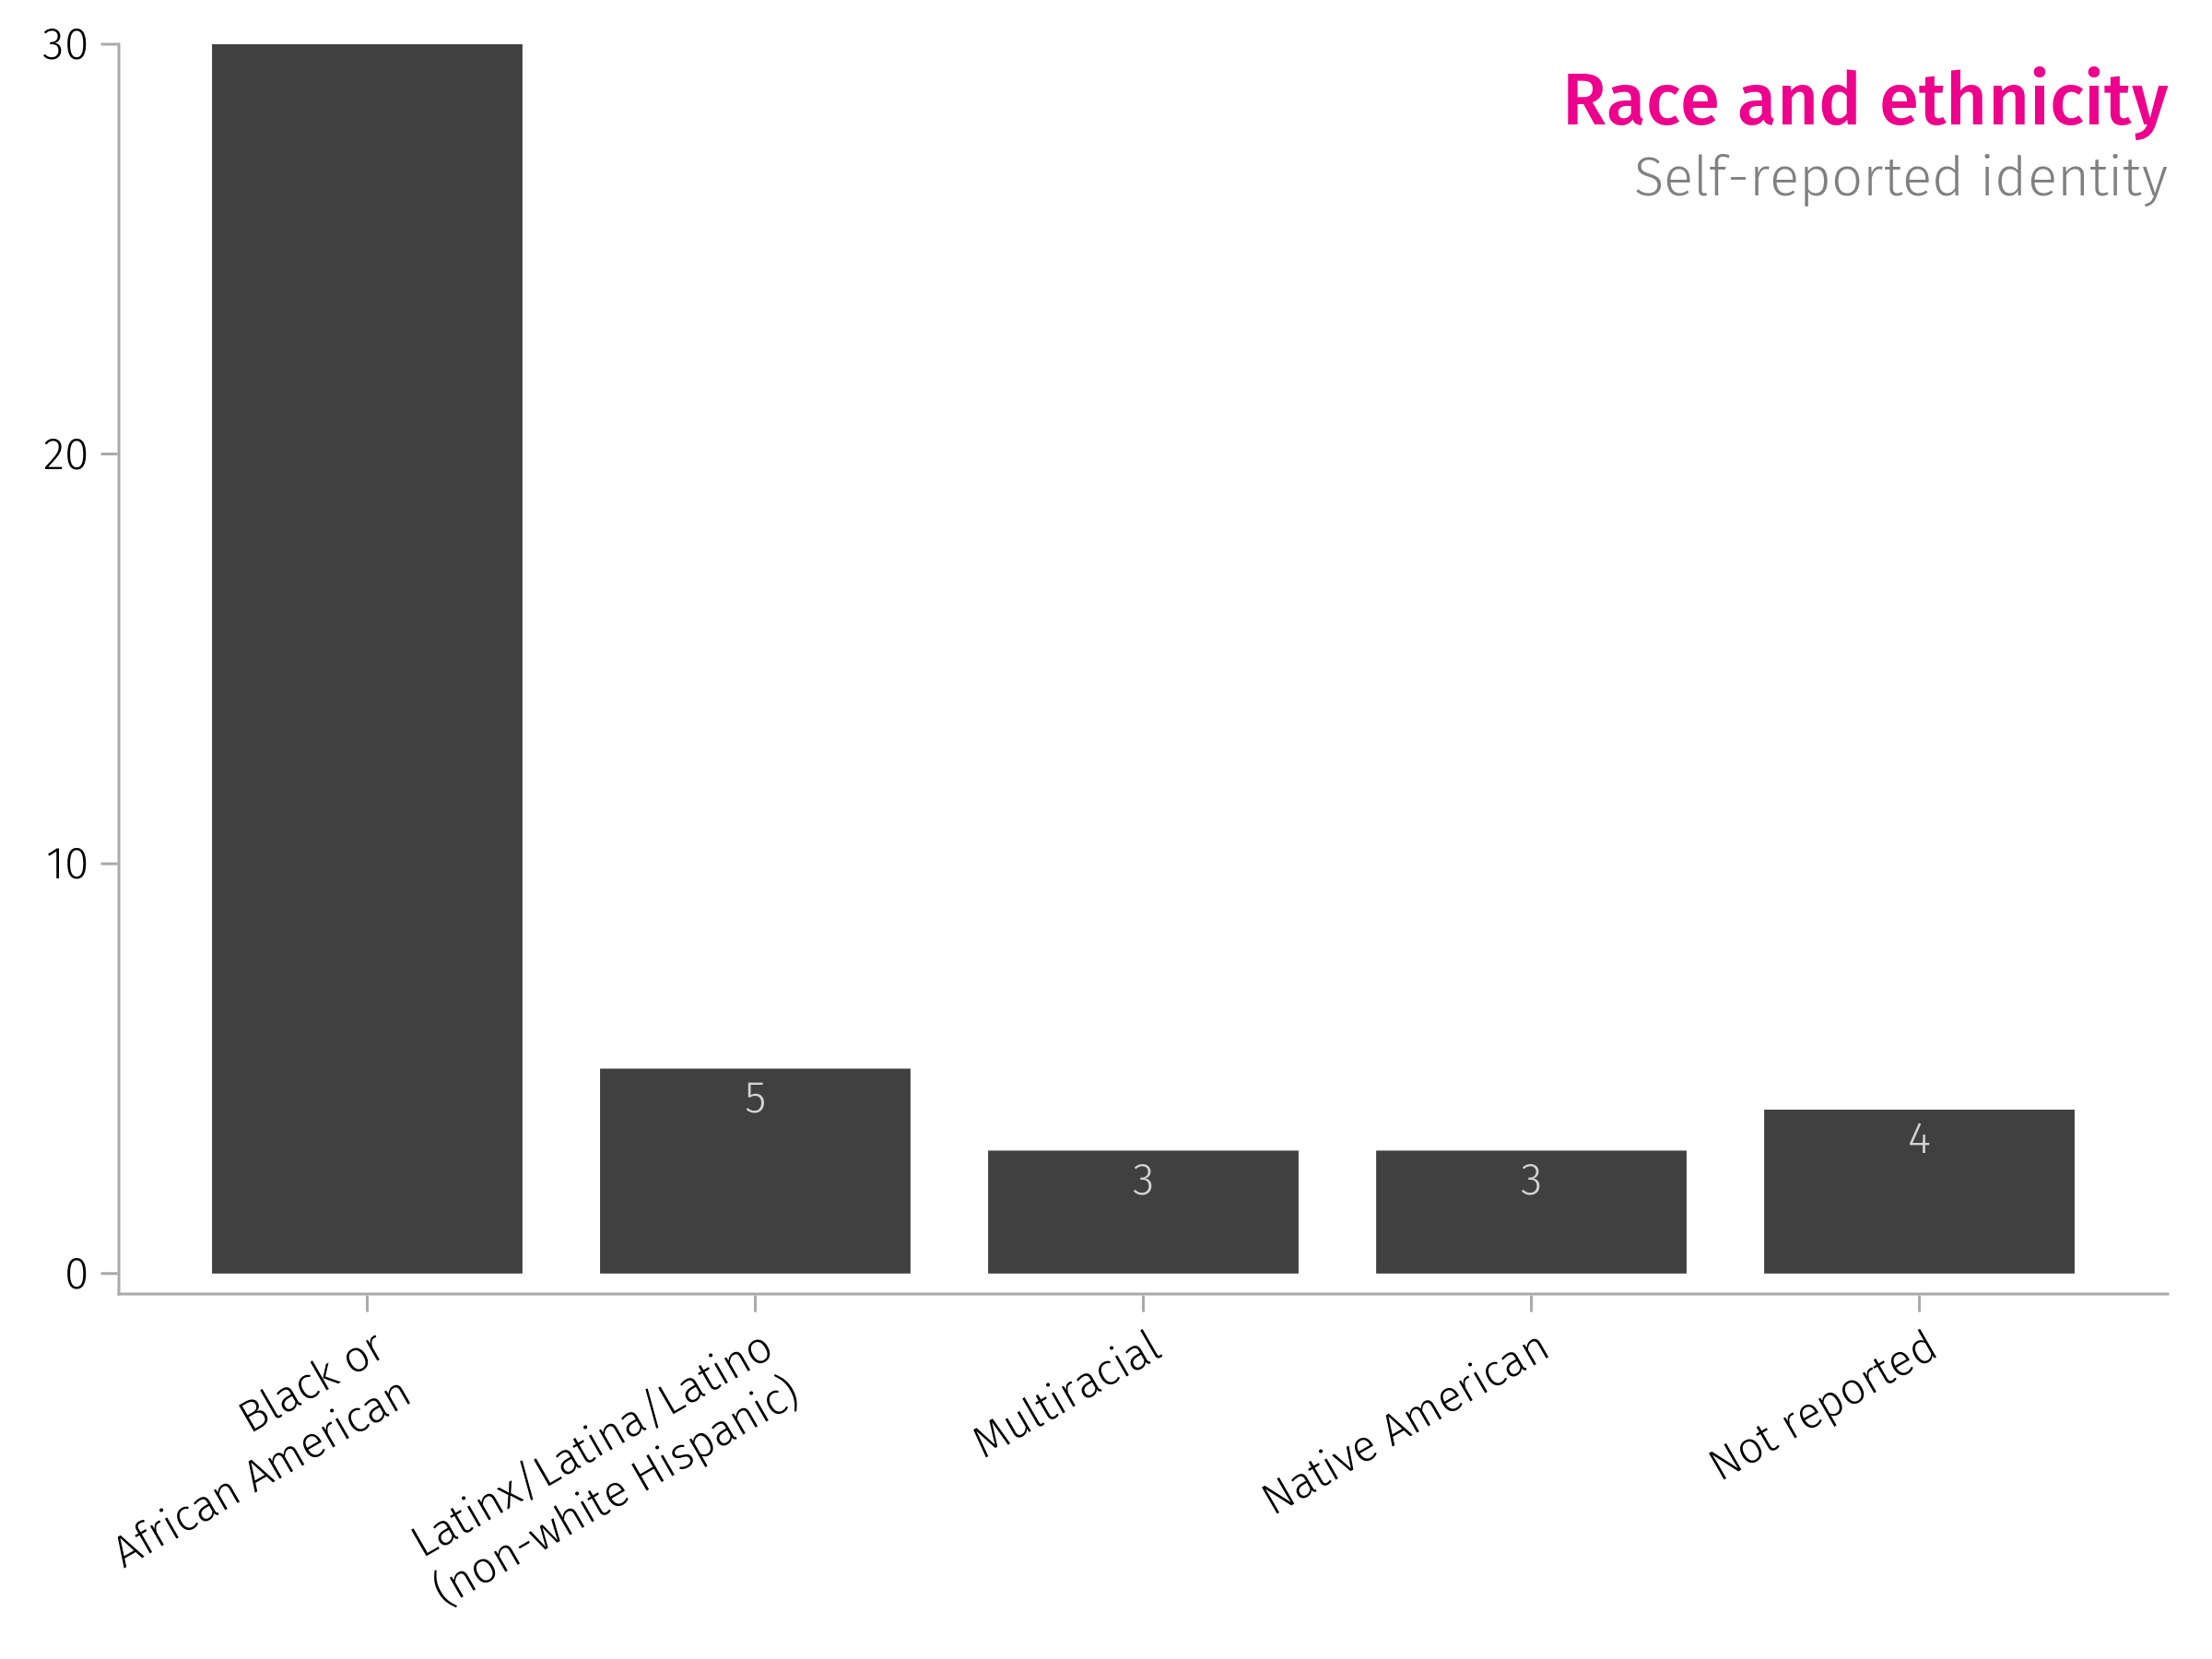 Race and ethnicity
Self-reported identity
30
20
10
0
5
3
3
4
Black or
African American
Latinx/Latina/Latino
(non-white Hispanic)
Multiracial
Native American
Not reported